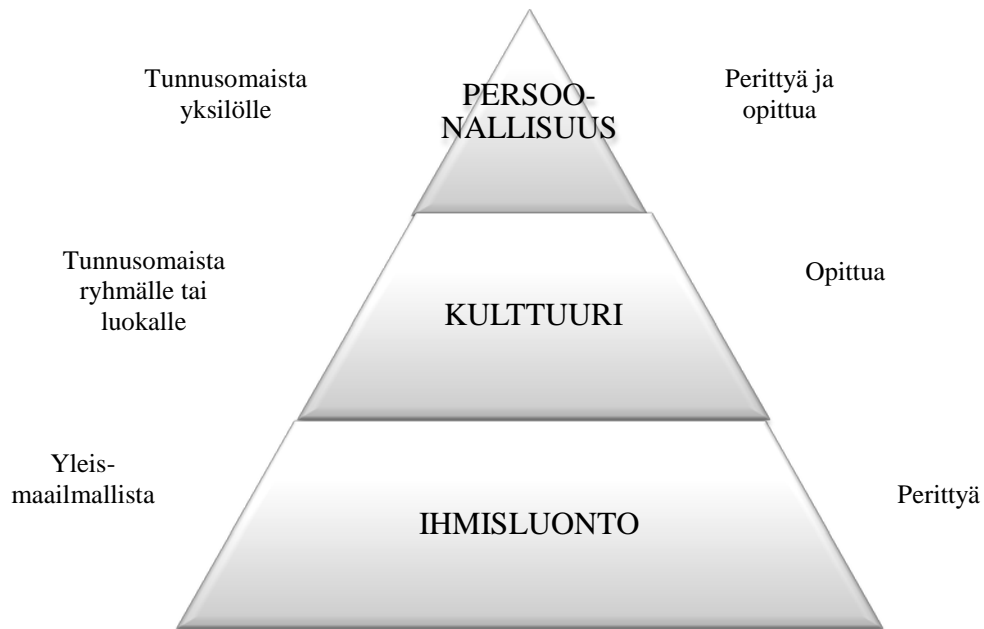 Tunnusomaista
yksilölle
PERSOO-
NALLISUUS
Perittyä ja
opittua
Tunnusomaista
ryhmälle tai
luokalle
KULTTUURI
Opittua
Yleis-
maailmallista
IHMISLUONTO
Perittyä